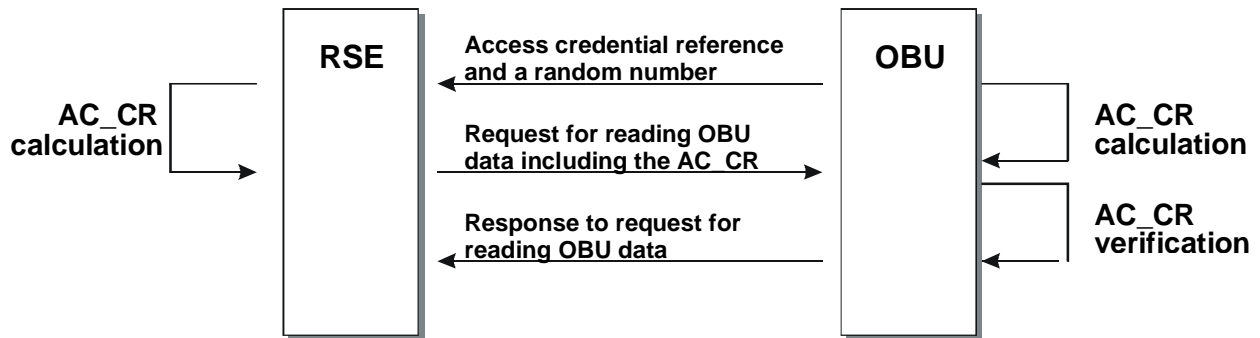 RSE
OBU
Access credential reference
and a random number
AC_CR
calculation
Request for reading OBU
data including the AC_CR
AC_CR
calculation
Response to request for
reading OBU data
AC_CR
verification